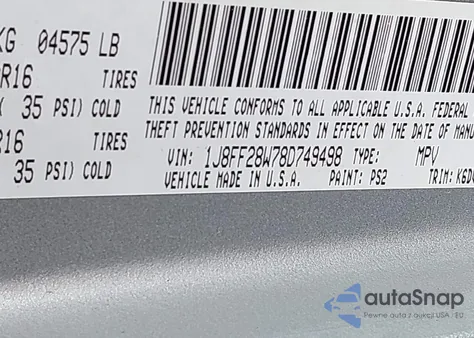 KG 04575 LB
R16 TIRES
35 PSI) COLD
R16 TIRES
35 PSI) COLD
THIS VEHICLE CONFORMS TO ALL APPLICABLE U.S.A. FEDERAL
THEFT PREVENTION STANDARDS IN EFFECT ON THE DATE OF MANU
VIN: 1J8FF28W78D749498 TYPE: MPV
VEHICLE MADE IN U.S.A. PAINT: PS2 TRIM: K6D
autoSnap
Pewne auta z aukcji USA i EU